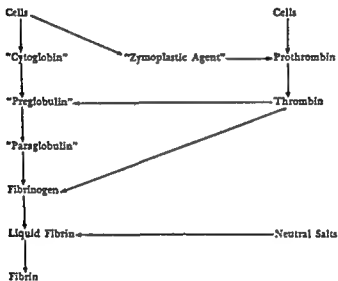 Cells Cells
"Cytoglobin" "Zymoplastic Agent" Prothrombin
"Preglobulin" Thrombin
"Paraglobulin"
Fibrinogen
Liquid Fibrin Neutral Salts
Fibrin